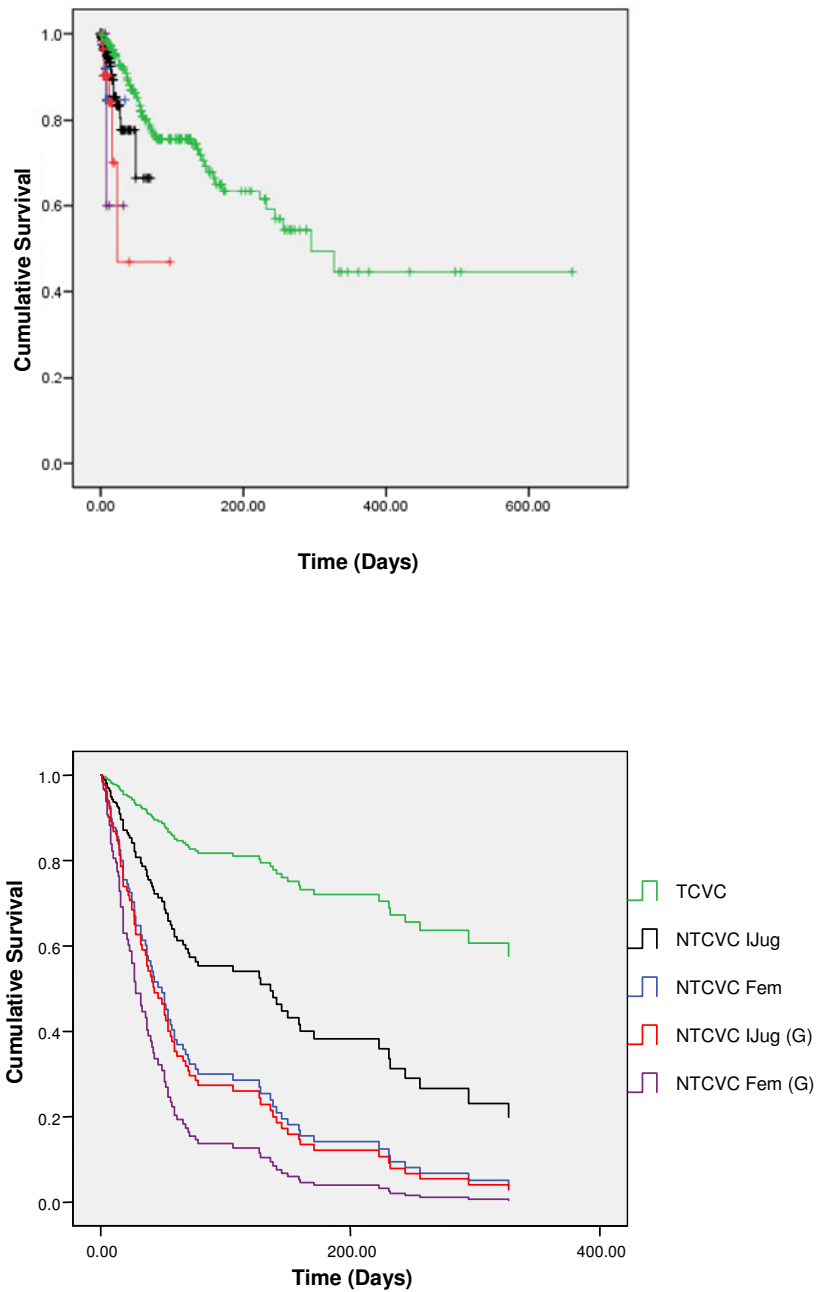 Cumulative Survival
1.0
0.8
0.6
0.4
0.2
0.0
0.00 200.00 400.00 600.00
Time (Days)
Cumulative Survival
1.0
0.8
0.6
0.4
0.2
0.0
0.00 200.00 400.00
Time (Days)
TCVC
NTCVC IJug
NTCVC Fem
NTCVC IJug (G)
NTCVC Fem (G)